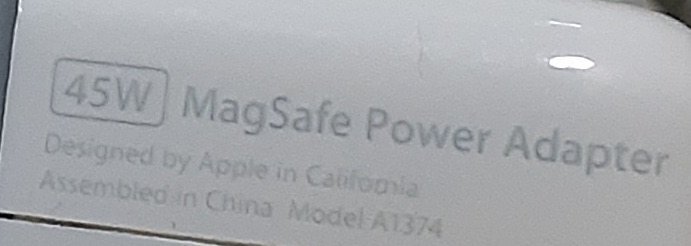 45W MagSafe Power Adapter
Designed by Apple in California
Assembled in China Model A1374